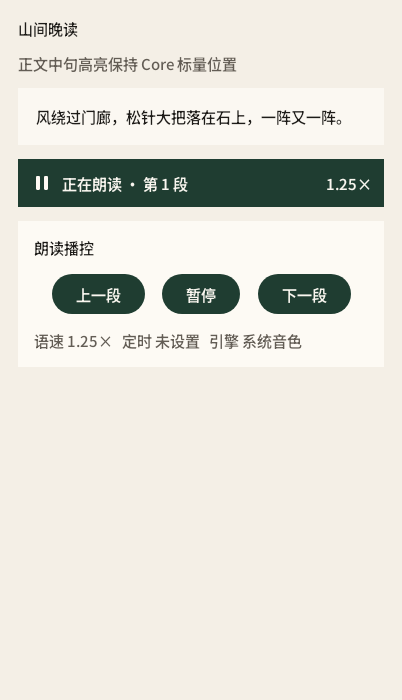 山间晚读
正文中句高亮保持 Core 标量位置
风绕过门廊，松针大把落在石上，一阵又一阵。
正在朗读 · 第 1 段 1.25×
朗读播控
上一段 暂停 下一段
语速 1.25× 定时 未设置 引擎 系统音色